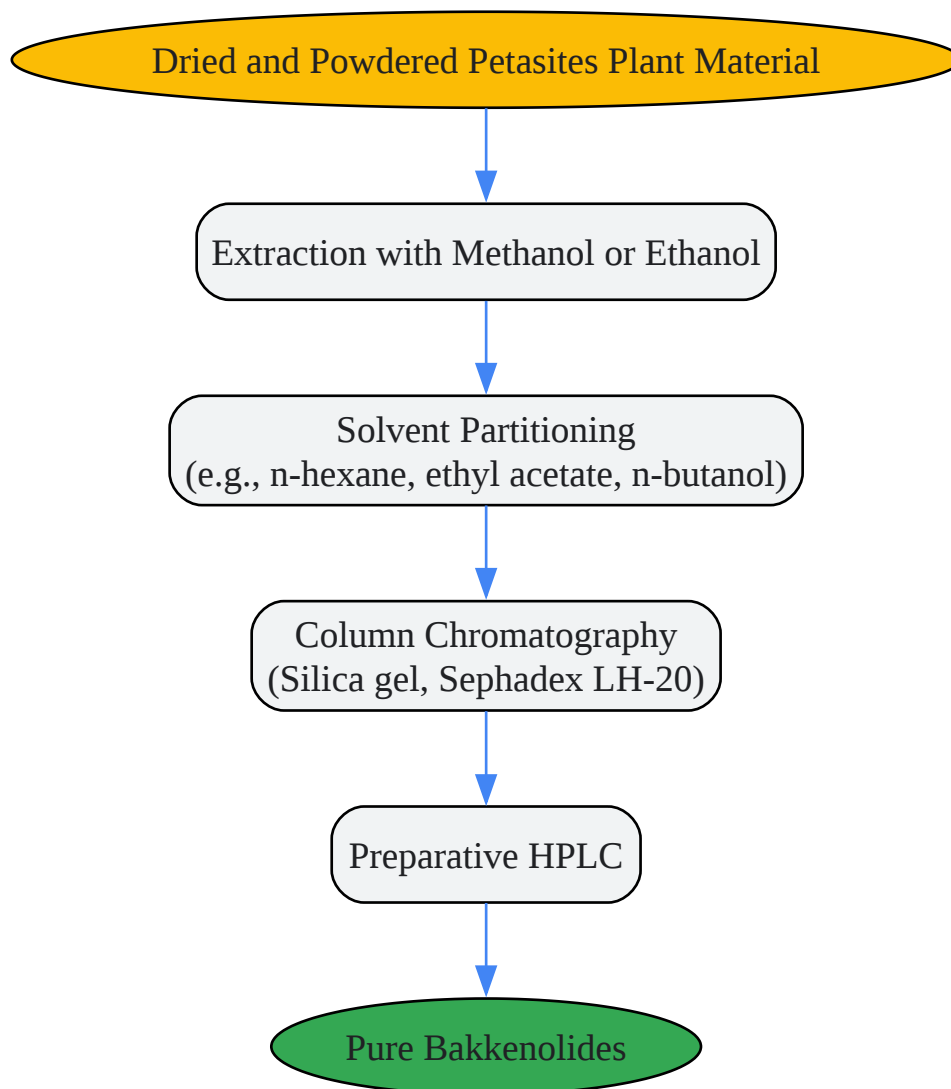 Dried and Powdered Petasites Plant Material
Extraction with Methanol or Ethanol
Solvent Partitioning
(e.g., n-hexane, ethyl acetate, n-butanol)
Column Chromatography
(Silica gel, Sephadex LH-20)
Preparative HPLC
Pure Bakkenolides